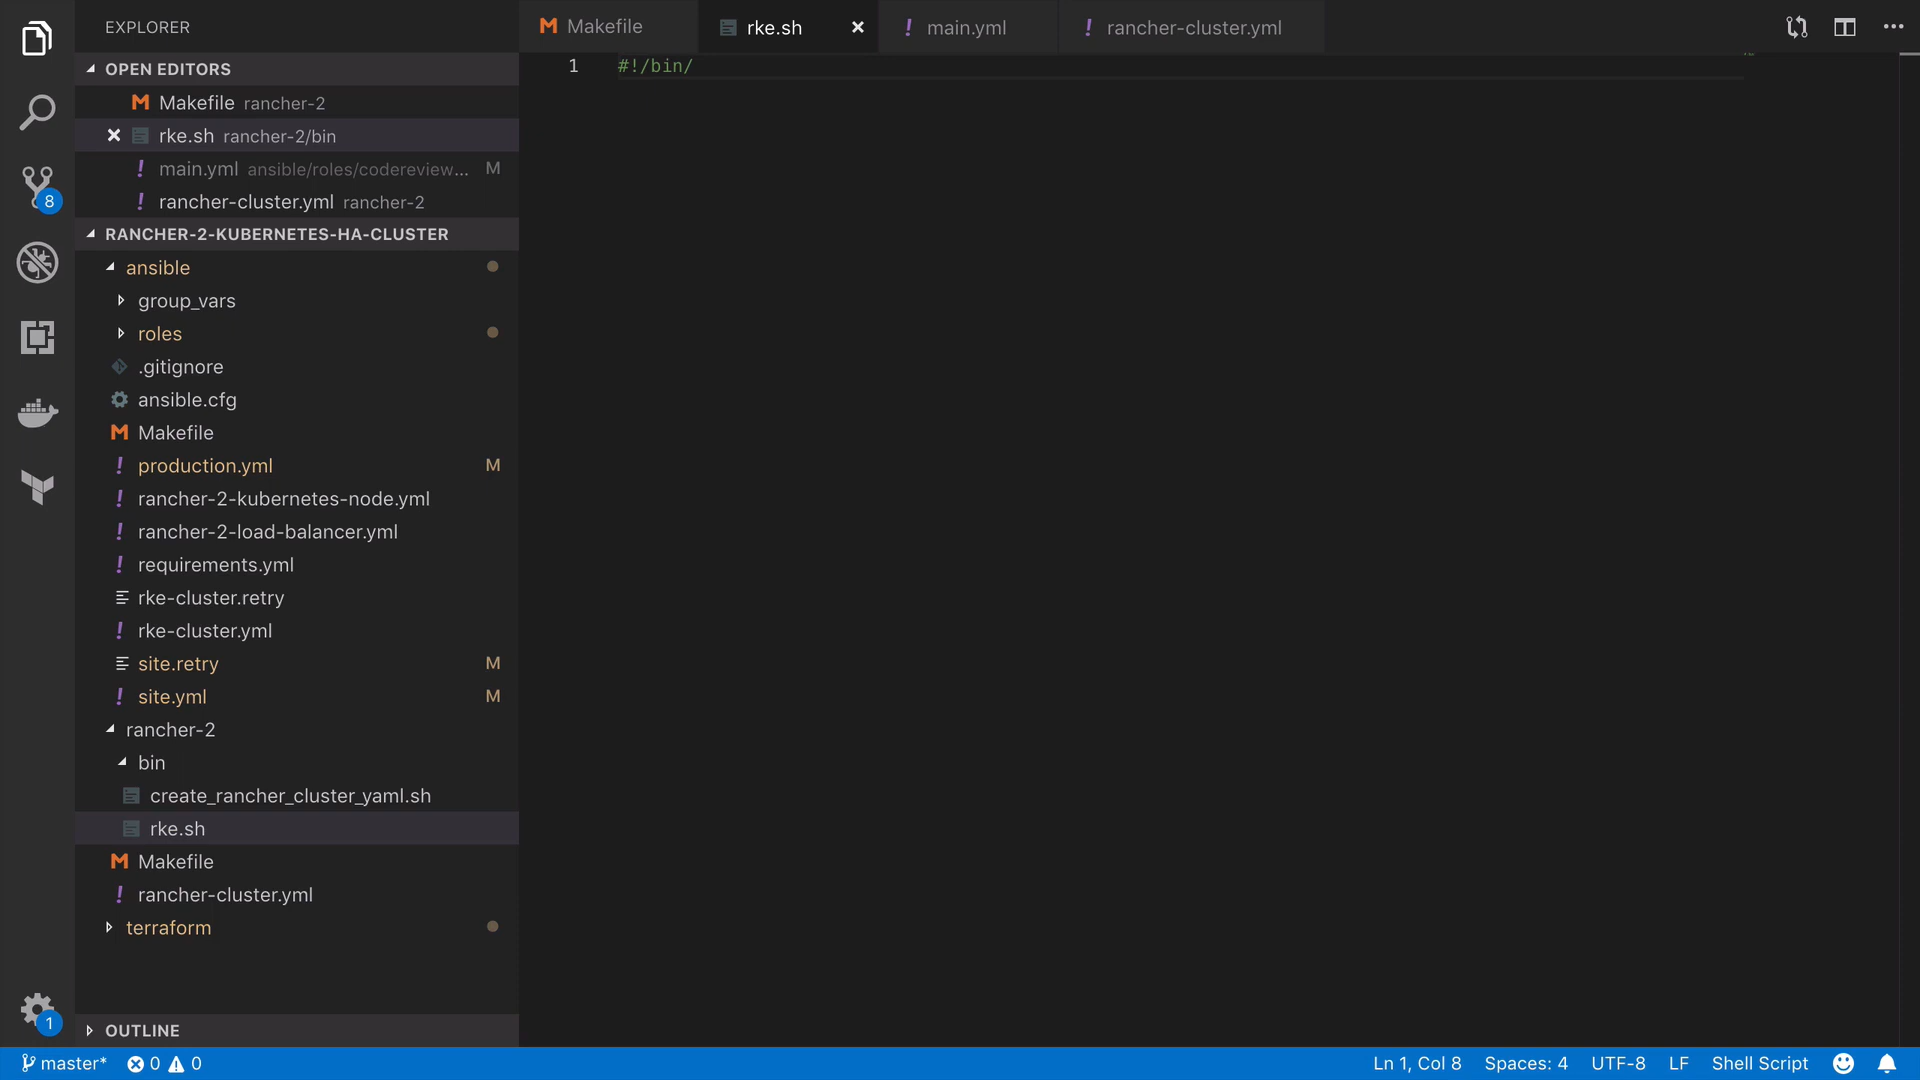 EXPLORER
OPEN EDITORS
Makefile rancher-2
rke.sh rancher-2/bin
main.yml ansible/roles/codereview... M
rancher-cluster.yml rancher-2
8
RANCHER-2-KUBERNETES-HA-CLUSTER
ansible
group_vars
roles
.gitignore
ansible.cfg
Makefile
production.yml M
rancher-2-kubernetes-node.yml
rancher-2-load-balancer.yml
requirements.yml
rke-cluster.retry
rke-cluster.yml
site.retry M
site.yml M
rancher-2
bin
create_rancher_cluster_yaml.sh
rke.sh
Makefile
rancher-cluster.yml
terraform
1
OUTLINE
Makefile rke.sh main.yml rancher-cluster.yml
1 #!/bin/
master* 0 0 Ln 1, Col 8 Spaces: 4 UTF-8 LF Shell Script